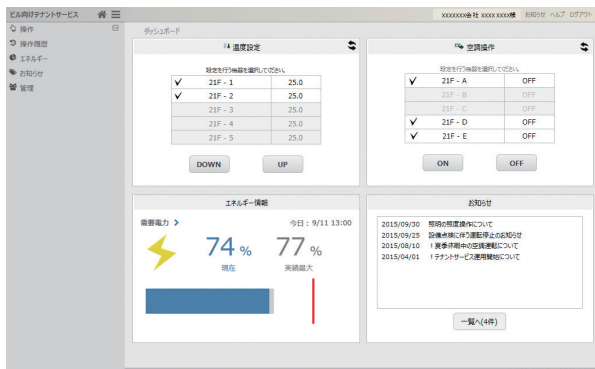 ビル向けテナントサービス
xxxxxxx会社 xxxx xxxx様 お知らせ ヘルプ ログアウト
操作
操作履歴
エネルギー
お知らせ
管理
ダッシュボード
温度設定
設定を行う機器を選択してください。
21F - 1 25.0
21F - 2 25.0
21F - 3 25.0
21F - 4 25.0
21F - 5 25.0
DOWN UP
空調操作
設定を行う機器を選択してください。
21F - A OFF
21F - B OFF
21F - C OFF
21F - D OFF
21F - E OFF
ON OFF
エネルギー情報
需要電力 > 今日 : 9/11 13:00
74 % 77 %
現在 実績最大
お知らせ
2015/09/30 照明の照度操作について
2015/09/25 設備点検に伴う運転停止のお知らせ
2015/08/10 ! 夏季休暇中の空調運転について
2015/04/01 ! テナントサービス運用開始について
一覧へ(4件)